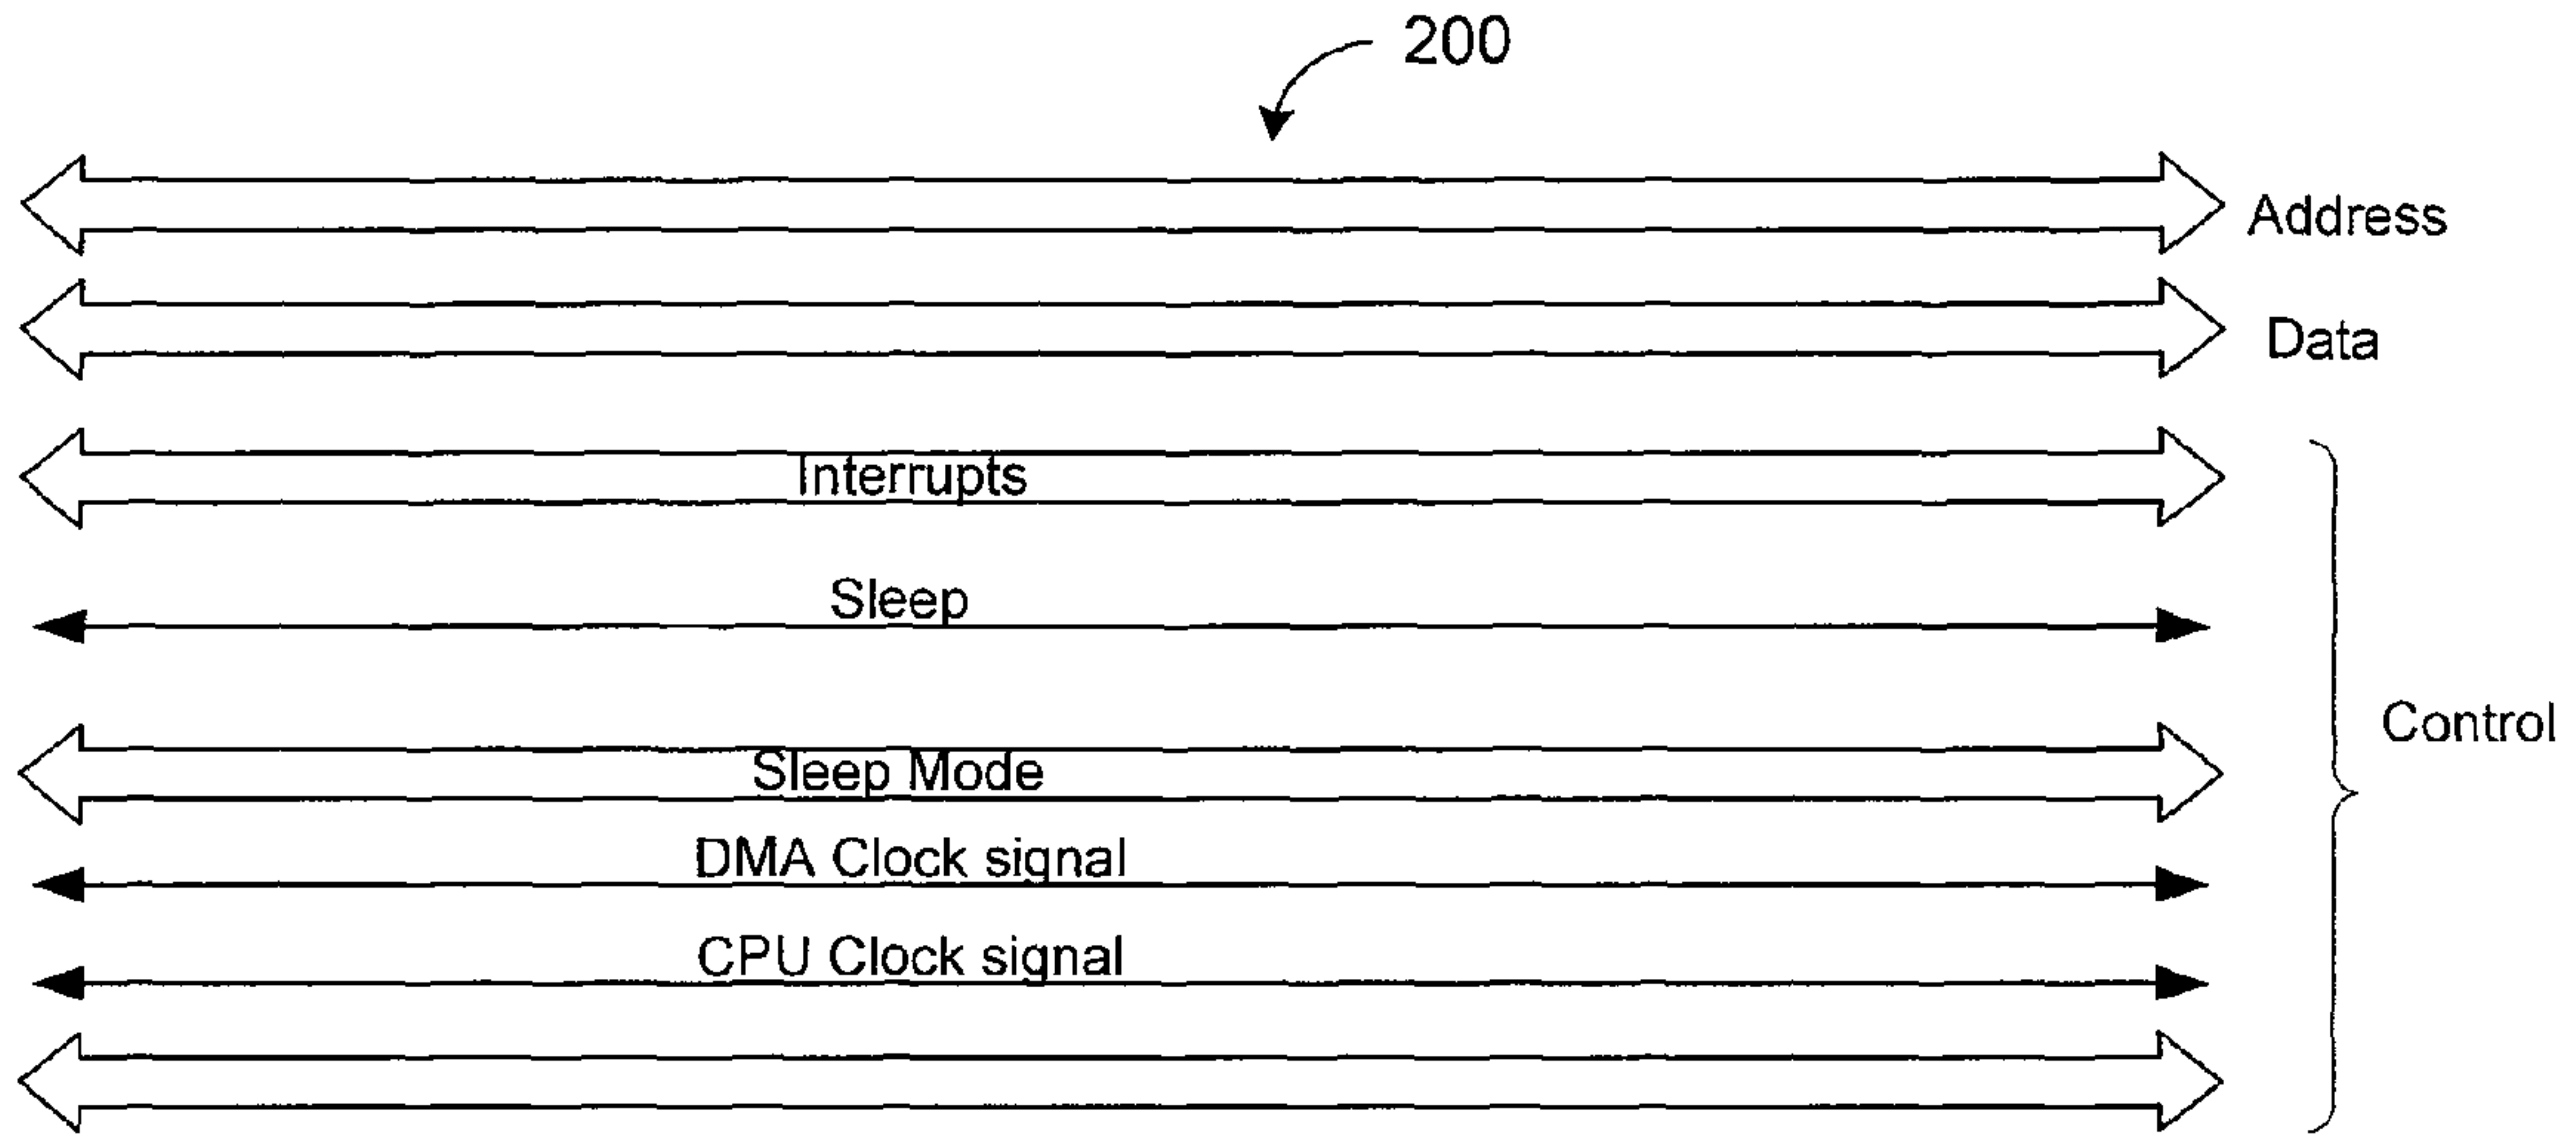 200
Address
Data
Interrupts
Sleep
Control
Sleep Mode
DMA Clock signal
CPU Clock signal